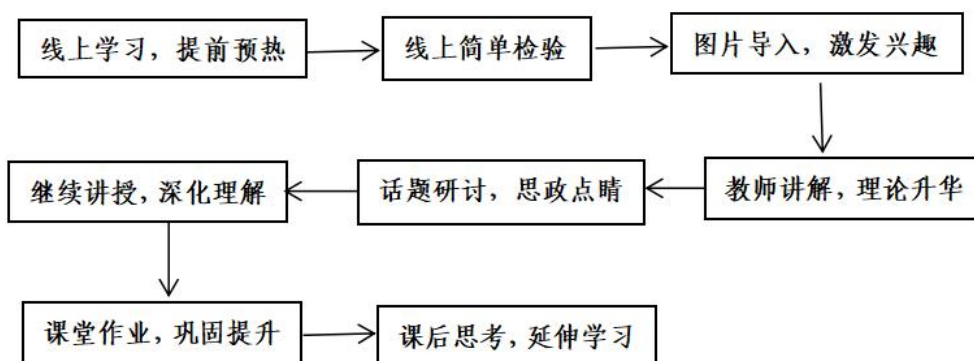 线上学习，提前预热
线上简单检验
图片导入，激发兴趣
教师讲解，理论升华
话题研讨，思政点睛
继续讲授，深化理解
课堂作业，巩固提升
课后思考，延伸学习